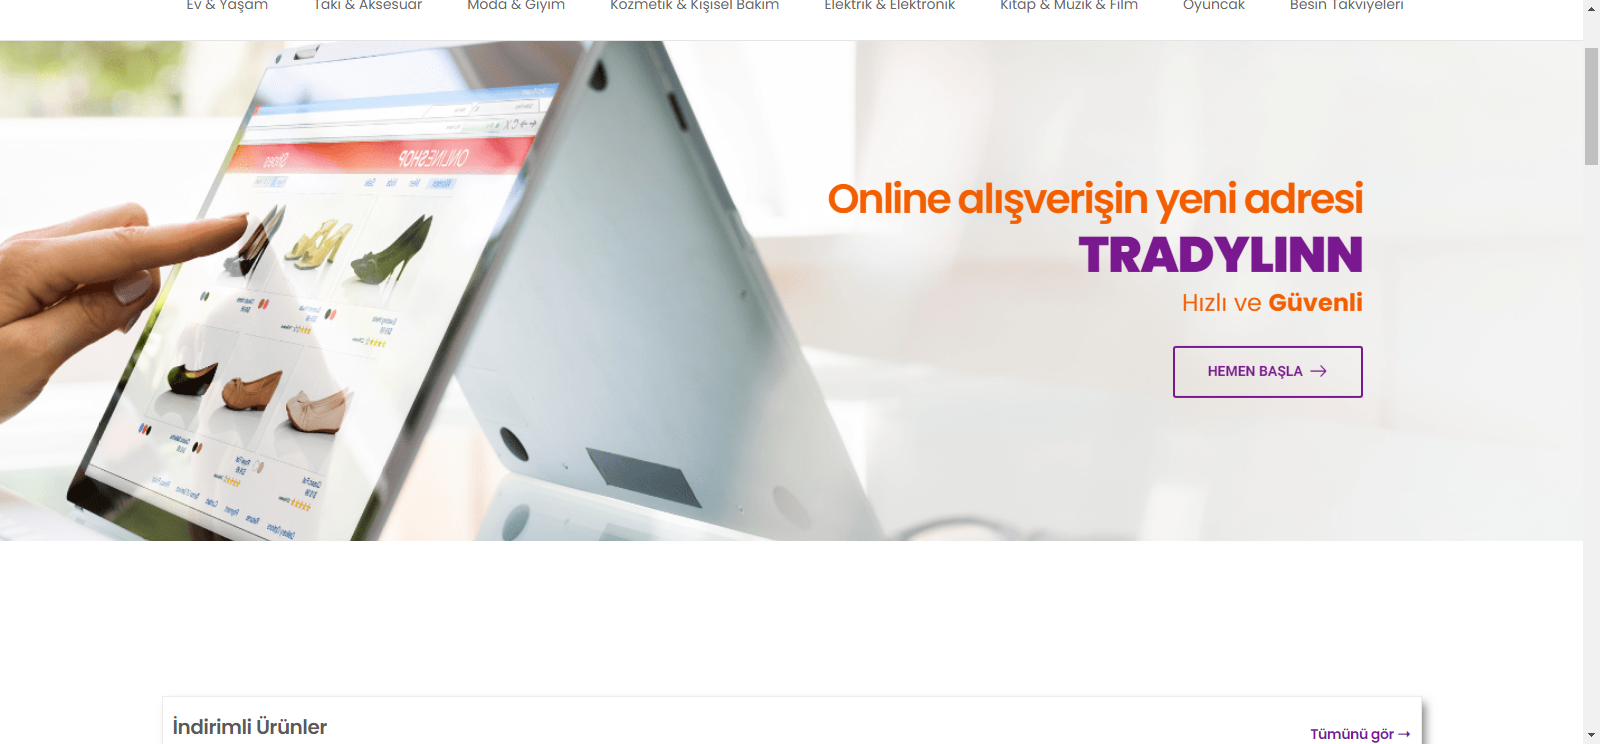 Ev & Yaşam Takı & Aksesuar Moda & Giyim Kozmetik & Kişisel Bakım Elektrik & Elektronik Kitap & Müzik & Film Oyuncak Besin Takviyeleri
ONLINESHOP Shoes
Online alışverişin yeni adresi
TRADYLINN
Hızlı ve Güvenli
HEMEN BAŞLA →
İndirimli Ürünler
Tümünü gör →